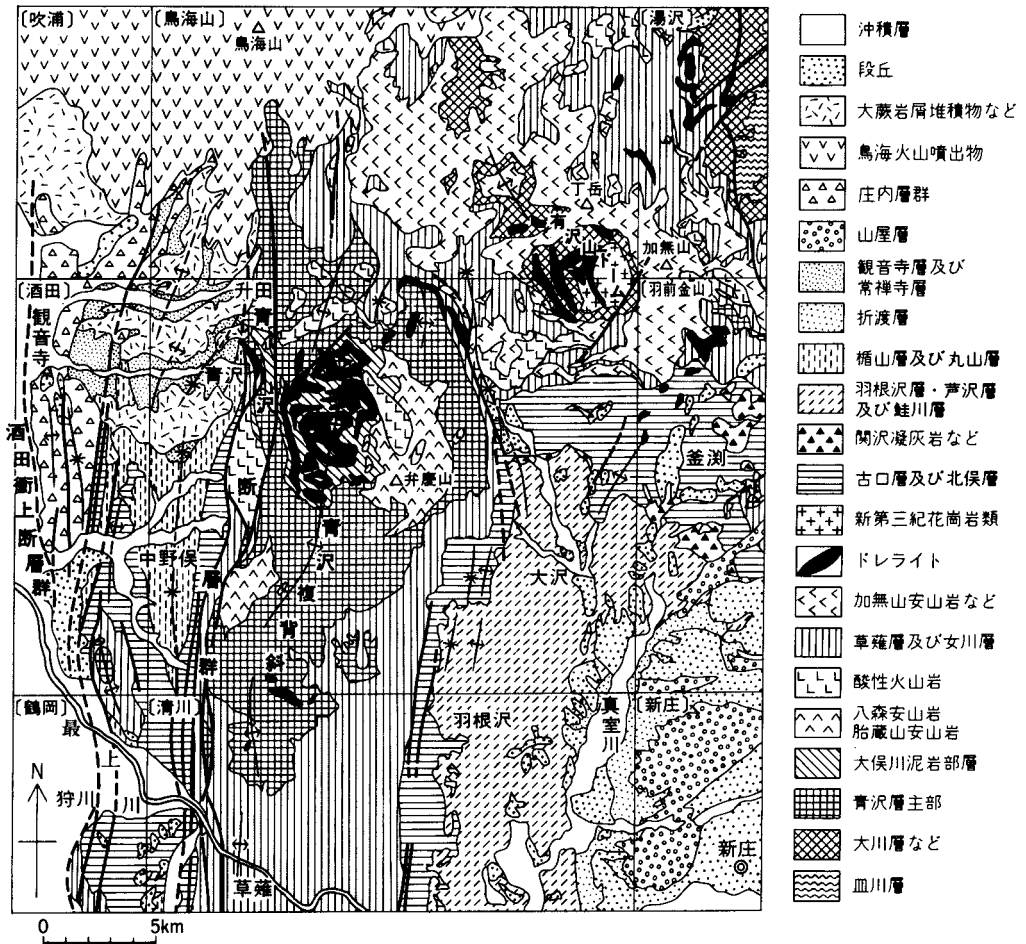 〔吹浦〕
〔鳥海山〕
鳥海山
〔湯沢〕
丁岳
加無山
〔酒田〕
観音寺
升田
青沢
〔羽前金山〕
青沢断層群
酒田衝上断層群
弁慶山
釜渕
中野俣
青沢複背斜
大沢
〔鶴岡〕
〔清川〕
羽根沢
真室川
〔新庄〕
最上川
狩川
草薙
新庄
N
0 5km
沖積層
段丘
大蕨岩屑堆積物など
鳥海火山噴出物
庄内層群
山屋層
観音寺層及び
常禅寺層
折渡層
楯山層及び丸山層
羽根沢層・芦沢層
及び鮭川層
関沢凝灰岩など
古口層及び北俣層
新第三紀花崗岩類
ドレライト
加無山安山岩など
草薙層及び女川層
酸性火山岩
八森安山岩
胎蔵山安山岩
大俣川泥岩部層
青沢層主部
大川層など
皿川層